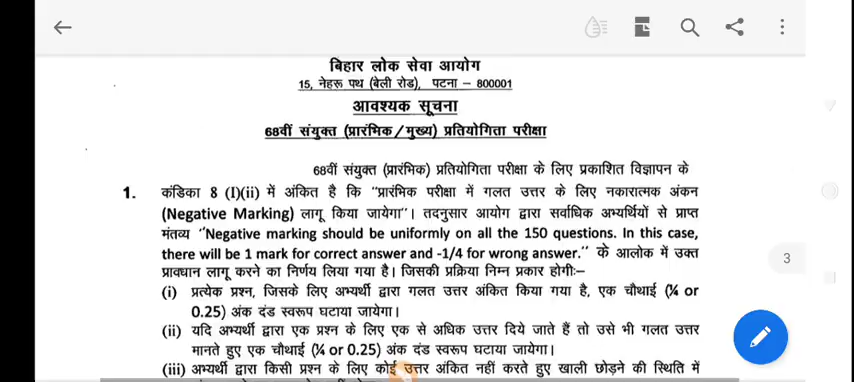 बिहार लोक सेवा आयोग
15, नेहरू पथ (बेली रोड), पटना – 800001
आवश्यक सूचना
68वीं संयुक्त (प्रारंभिक/मुख्य) प्रतियोगिता परीक्षा
68वीं संयुक्त (प्रारंभिक) प्रतियोगिता परीक्षा के लिए प्रकाशित विज्ञापन के
1. कंडिका 8 (I)(ii) में अंकित है कि "प्रारंभिक परीक्षा में गलत उत्तर के लिए नकारात्मक अंकन
(Negative Marking) लागू किया जायेगा"। तदनुसार आयोग द्वारा सर्वाधिक अभ्यर्थियों से प्राप्त
मंतव्य "Negative marking should be uniformly on all the 150 questions. In this case,
there will be 1 mark for correct answer and -1/4 for wrong answer." के आलोक में उक्त
प्रावधान लागू करने का निर्णय लिया गया है। जिसकी प्रक्रिया निम्न प्रकार होगीः–
3
(i) प्रत्येक प्रश्न, जिसके लिए अभ्यर्थी द्वारा गलत उत्तर अंकित किया गया है, एक चौथाई (¼ or
0.25) अंक दंड स्वरूप घटाया जायेगा।
(ii) यदि अभ्यर्थी द्वारा एक प्रश्न के लिए एक से अधिक उत्तर दिये जाते हैं तो उसे भी गलत उत्तर
मानते हुए एक चौथाई (¼ or 0.25) अंक दंड स्वरूप घटाया जायेगा।
(iii) अभ्यर्थी द्वारा किसी प्रश्न के लिए कोई उत्तर अंकित नहीं करते हुए खाली छोड़ने की स्थिति में